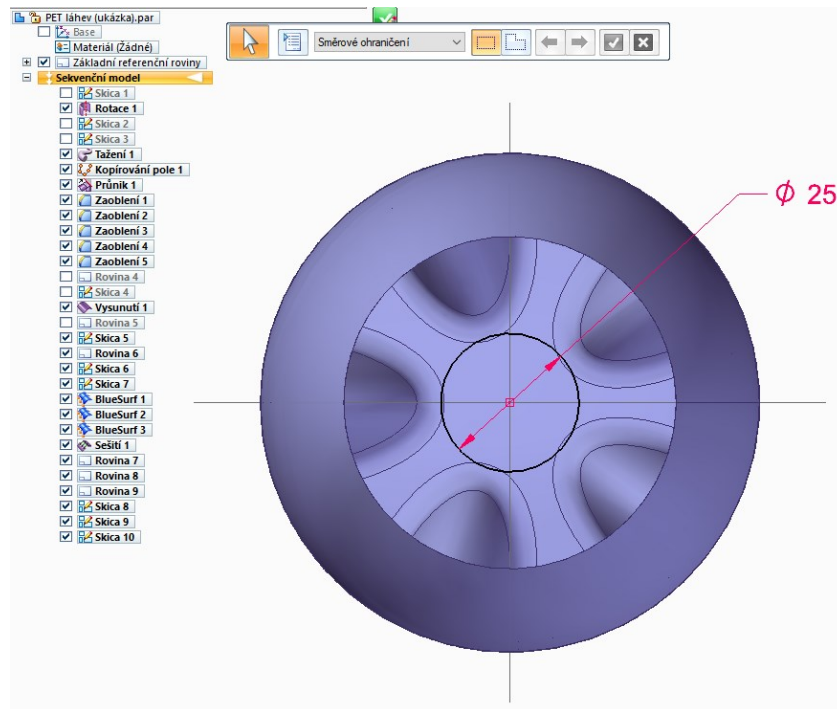 PET láhev (ukázka).par
Base
Materiál (Žádné)
Základní referenční roviny
Sekvenční model
Skica 1
Rotace 1
Skica 2
Skica 3
Tažení 1
Kopírování pole 1
Průnik 1
Zaoblení 1
Zaoblení 2
Zaoblení 3
Zaoblení 4
Zaoblení 5
Rovina 4
Skica 4
Vysunutí 1
Rovina 5
Skica 5
Rovina 6
Skica 6
Skica 7
BlueSurf 1
BlueSurf 2
BlueSurf 3
Sešití 1
Rovina 7
Rovina 8
Rovina 9
Skica 8
Skica 9
Skica 10
Směrové ohraničení
ϕ 25